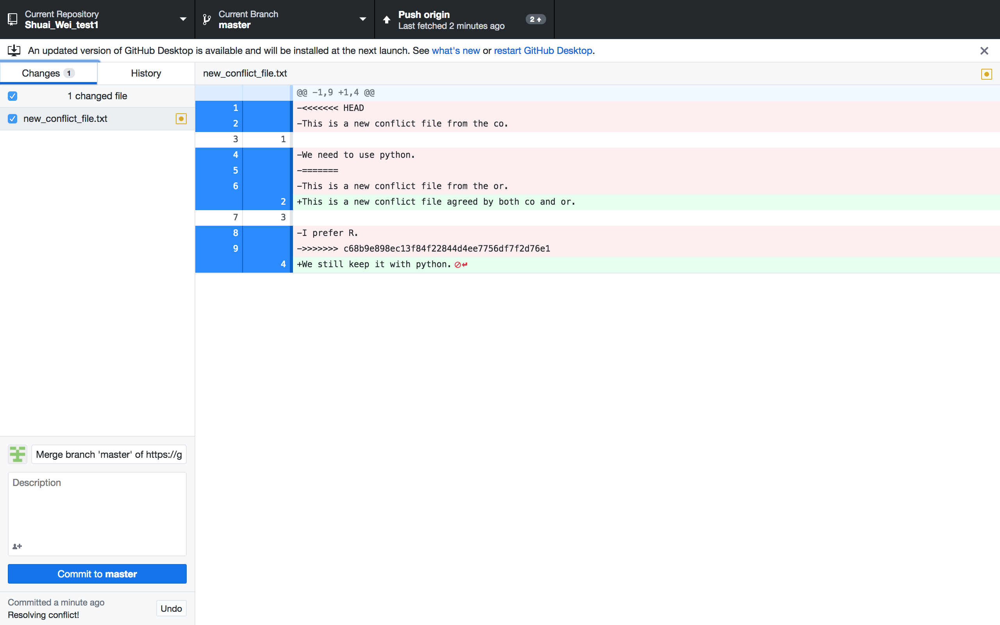 Current Repository
Shuai_Wei_test1
Current Branch
master
Push origin
Last fetched 2 minutes ago
2
An updated version of GitHub Desktop is available and will be installed at the next launch. See what's new or restart GitHub Desktop.
Changes 1
History
new_conflict_file.txt
1 changed file
new_conflict_file.txt
@@ -1,9 +1,4 @@
1 -<<<<<<< HEAD
2 -This is a new conflict file from the co.
3 1
4 -We need to use python.
5 -=======
6 -This is a new conflict file from the or.
2 +This is a new conflict file agreed by both co and or.
7 3
8 -I prefer R.
9 ->>>>>>> c68b9e898ec13f84f22844d4ee7756df7f2d76e1
4 +We still keep it with python.
Merge branch 'master' of https://g
Description
Commit to master
Committed a minute ago
Resolving conflict!
Undo